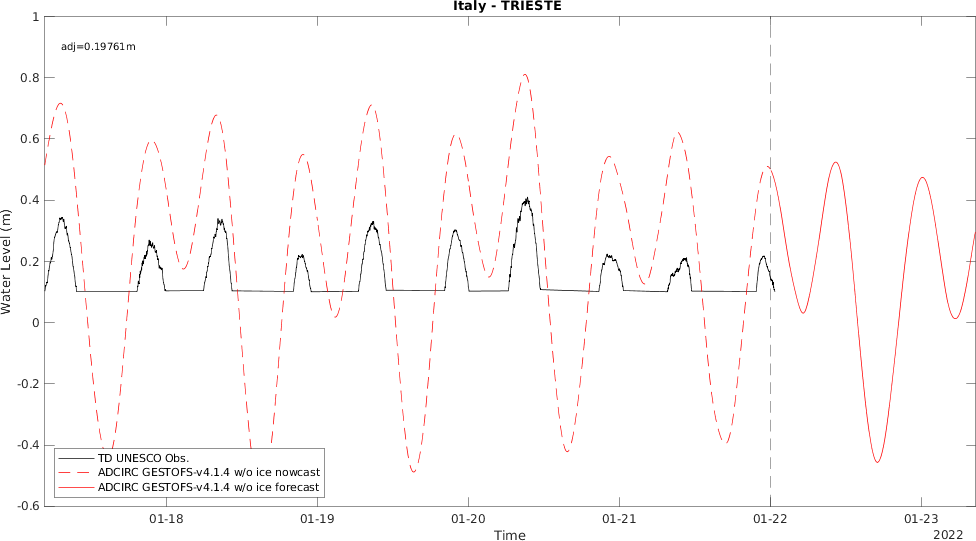 Italy - TRIESTE
adj=0.19761m
1
0.8
0.6
0.4
0.2
0
-0.2
-0.4
-0.6
Water Level (m)
TD UNESCO Obs.
ADCIRC GESTOFS-v4.1.4 w/o ice nowcast
ADCIRC GESTOFS-v4.1.4 w/o ice forecast
01-18 01-19 01-20 01-21 01-22 01-23
Time
2022